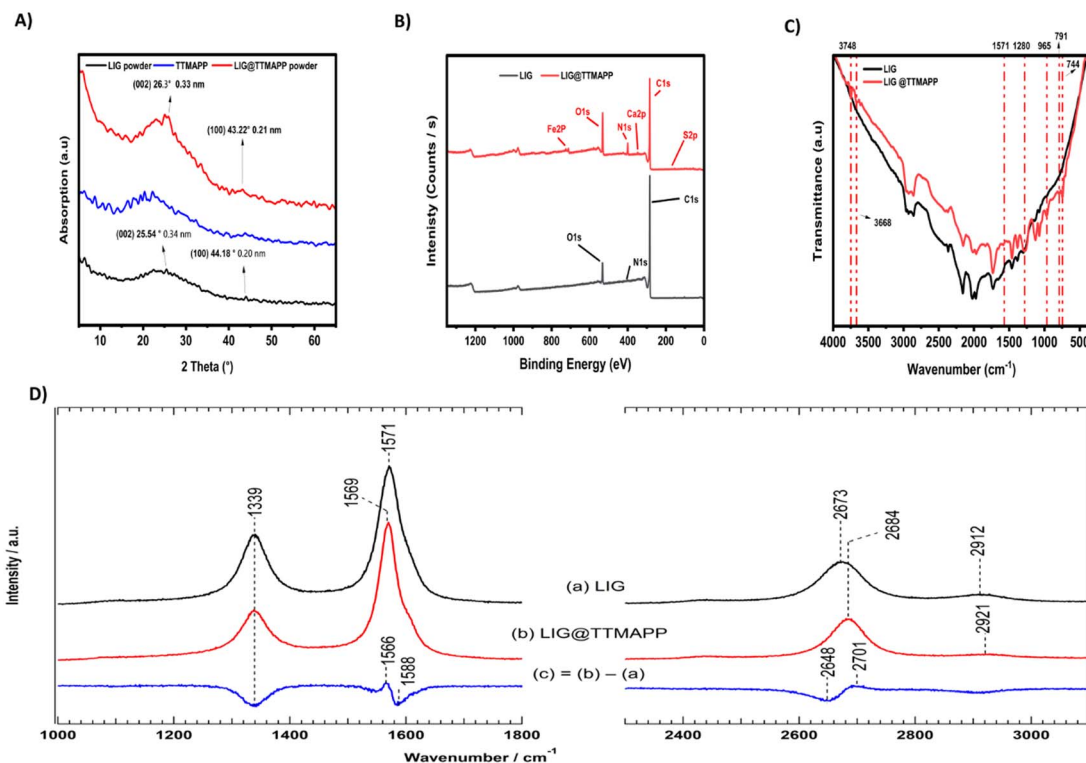 A)
LIG powder TTMAPP LIG@TTMAPP powder
(002) 26.3° 0.33 nm
(100) 43.22° 0.21 nm
(002) 25.54 ° 0.34 nm
(100) 44.18 ° 0.20 nm
Absorption (a.u)
10 20 30 40 50 60
2 Theta (°)
B)
LIG LIG@TTMAPP
C1s
O1s
Fe2P
N1s
Ca2p
S2p
C1s
O1s
N1s
Intenisty (Counts / s)
1200 1000 800 600 400 200 0
Binding Energy (eV)
C)
3748 1571 1280 965 791
744
LIG
LIG @TTMAPP
3668
Transmittance (a.u)
4000 3500 3000 2500 2000 1500 1000 500
Wavenumber (cm-1)
D)
1339
1569
1571
2673
2684
2912
(a) LIG
(b) LIG@TTMAPP
2921
1566
1588
(c) = (b) – (a)
2648
2701
Intensity / a.u.
1000 1200 1400 1600 1800 2400 2600 2800 3000
Wavenumber / cm-1